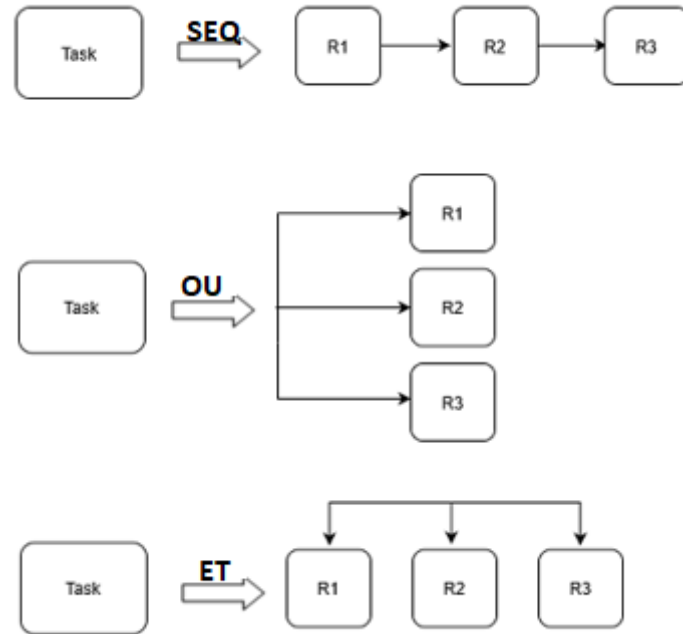 Task SEQ R1 R2 R3
R1
Task OU R2
R3
Task ET R1 R2 R3